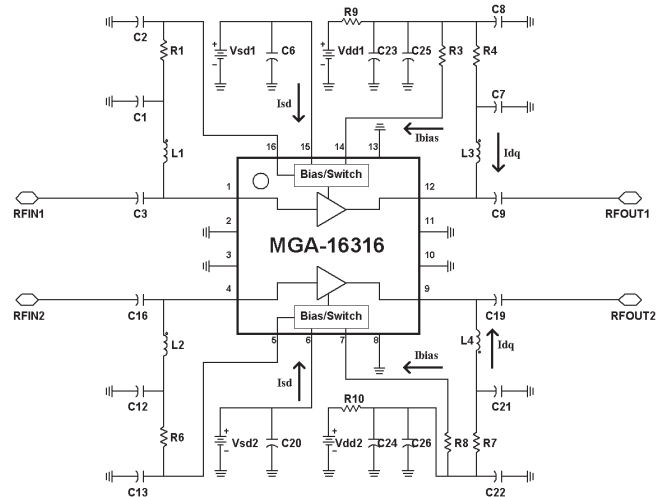 R9
C8
C2
R1
Vsd1
C6
Vdd1
C23
C25
R3
R4
C1
Isd
C7
Ibias
L1
16
15
14
13
L3
Idq
Bias/Switch
1
12
RFIN1
C3
C9
RFOUT1
2
11
MGA-16316
3
10
4
9
RFIN2
C16
C19
RFOUT2
Bias/Switch
L2
5
6
7
8
L4
Idq
Isd
Ibias
C12
R10
C21
R6
Vsd2
C20
Vdd2
C24
C26
R8
R7
C13
C22